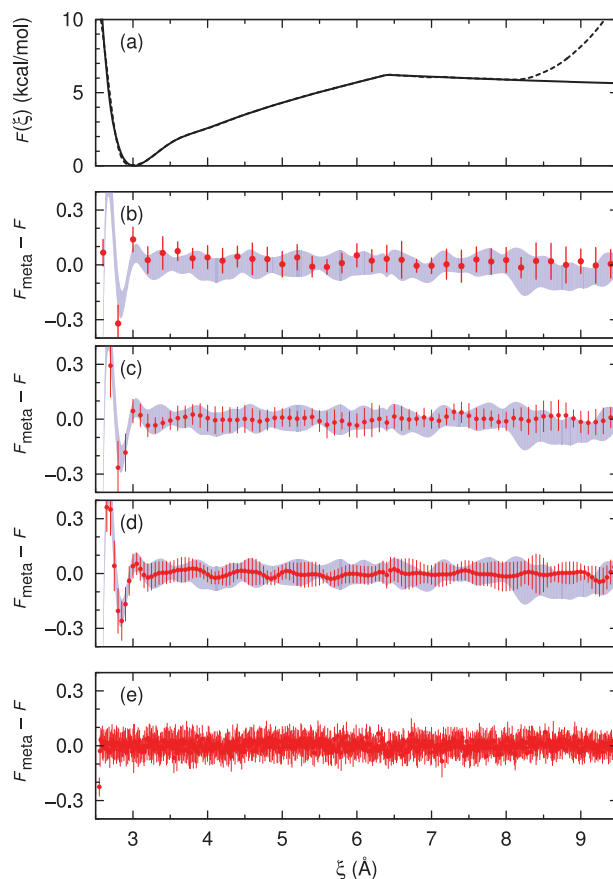 (a)
F(ξ) (kcal/mol)
10
5
0
(b)
F_meta − F
0.3
0.0
−0.3
(c)
F_meta − F
0.3
0.0
−0.3
(d)
F_meta − F
0.3
0.0
−0.3
(e)
F_meta − F
0.3
0.0
−0.3
3 4 5 6 7 8 9
ξ (Å)